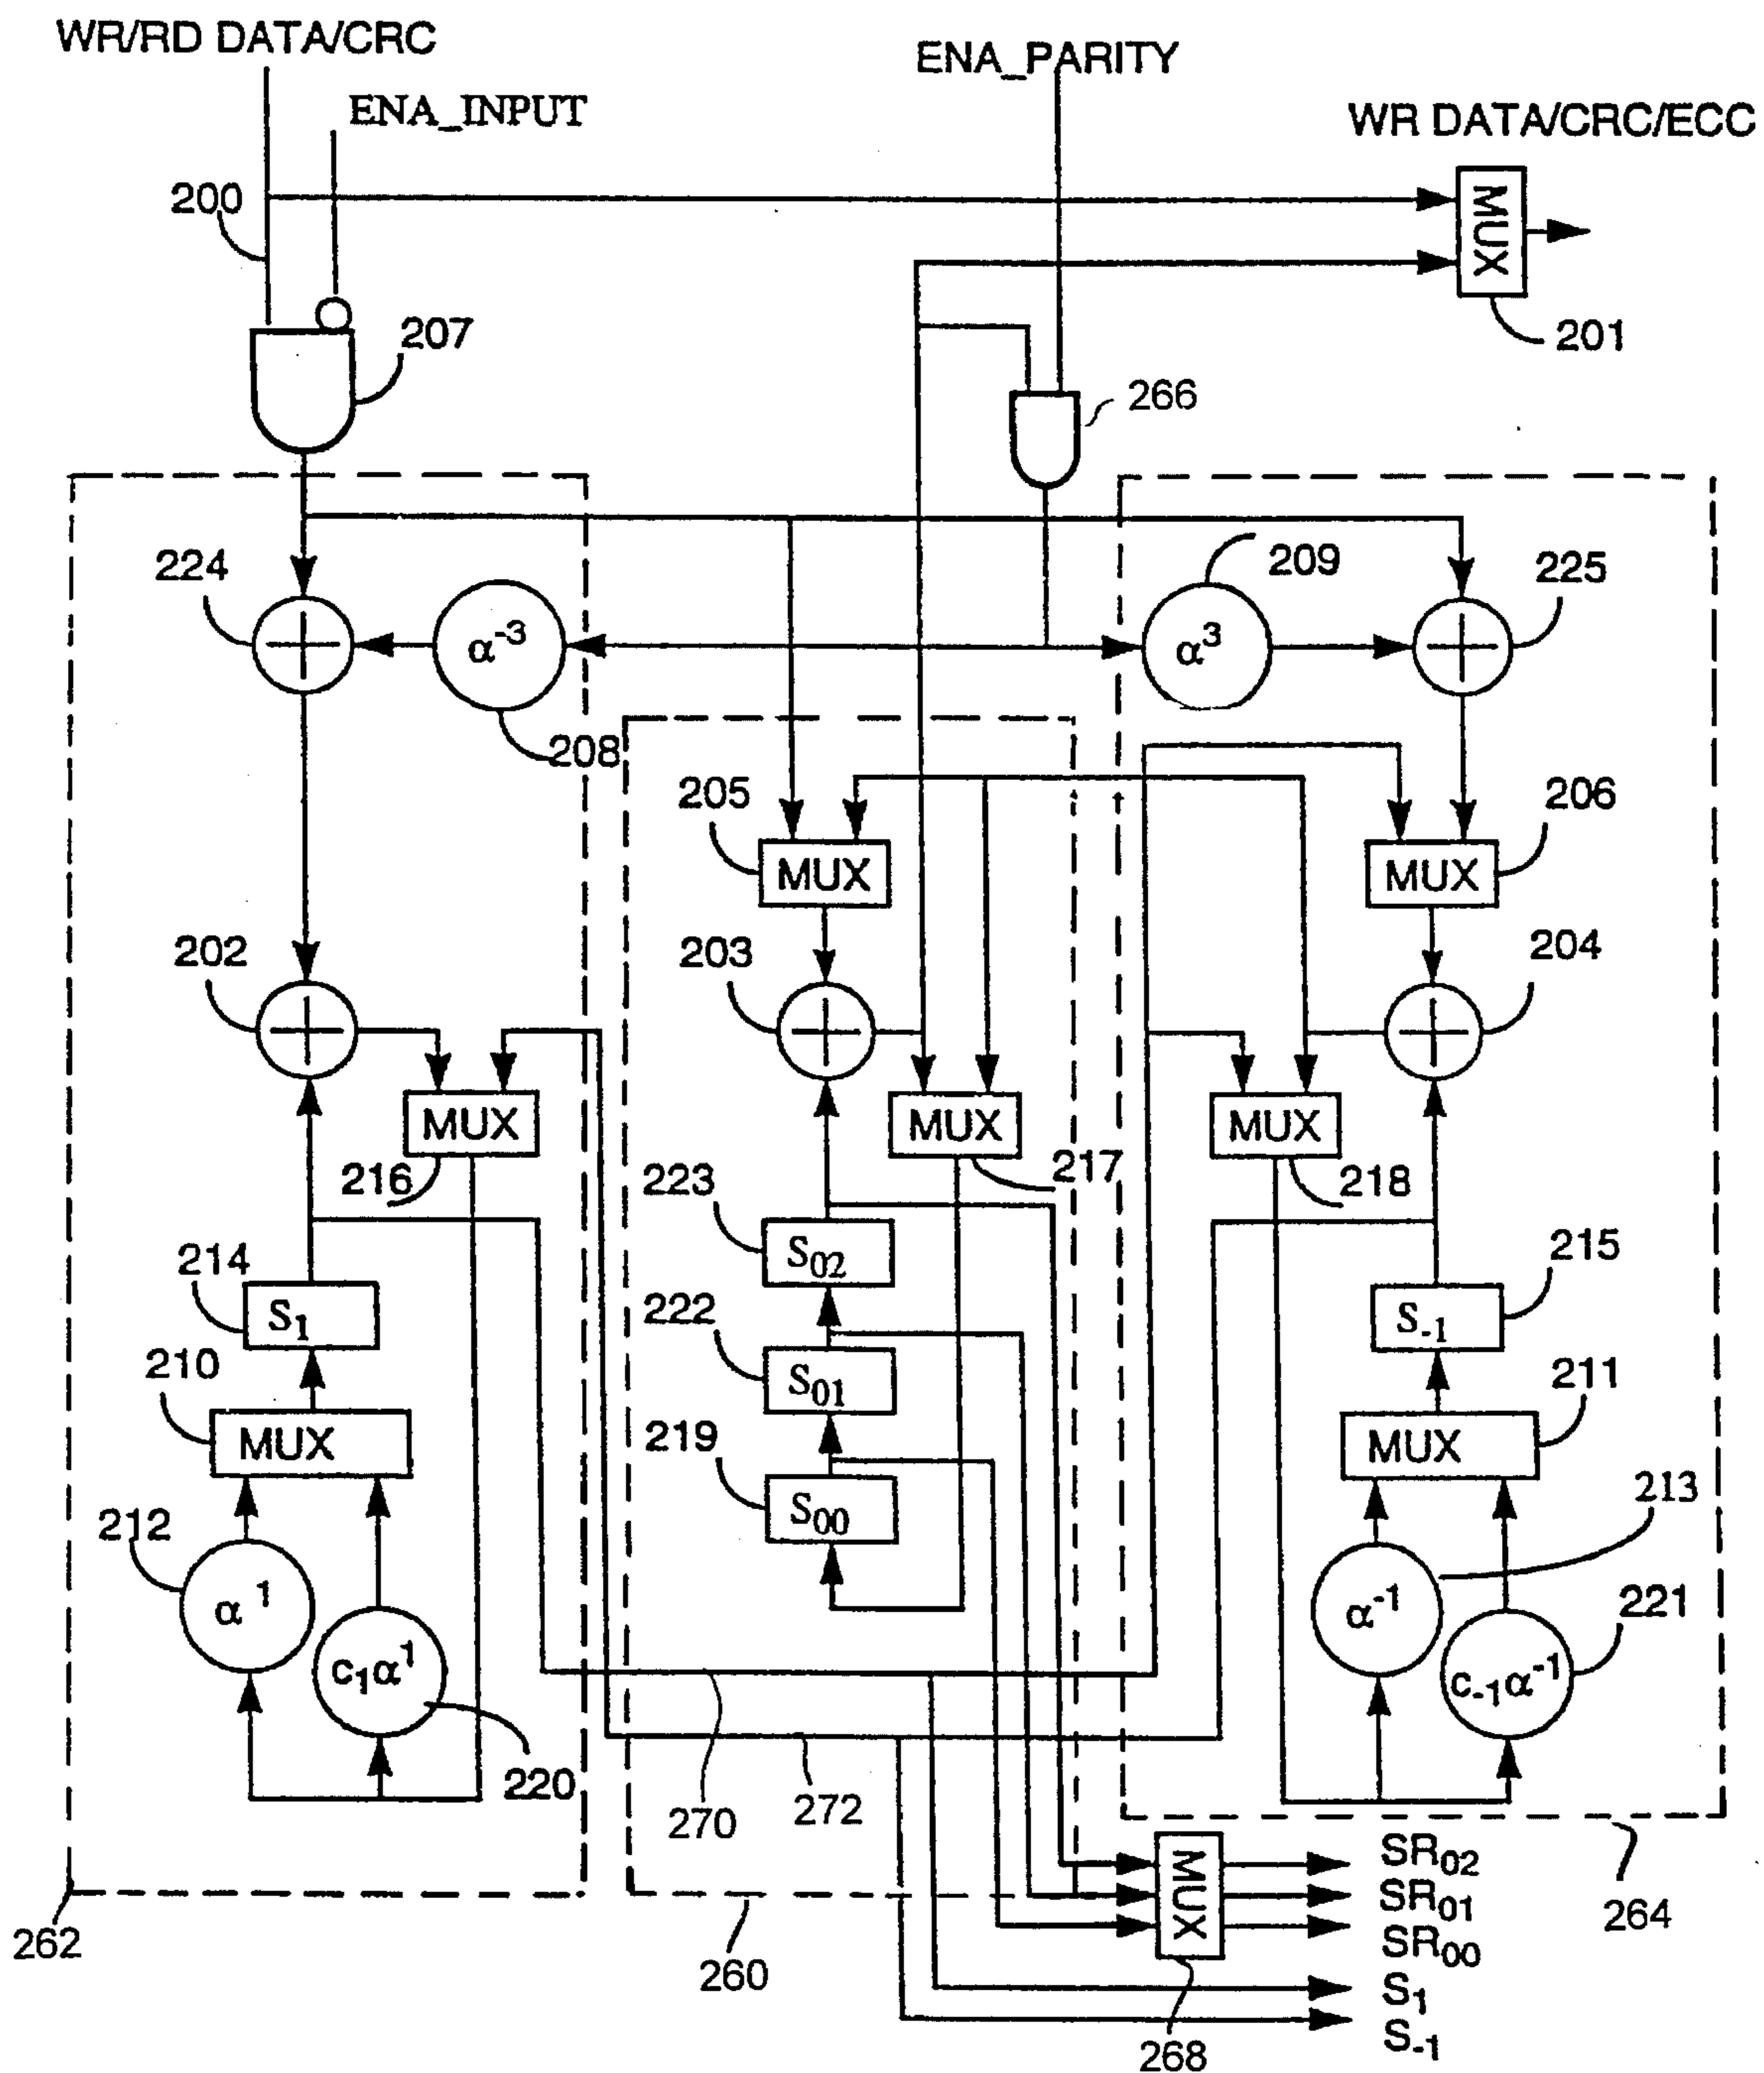 WR/RD DATA/CRC
ENA_PARITY
ENA_INPUT
WR DATA/CRC/ECC
200
MUX
201
207
266
224
α-3
208
209
α3
225
205
MUX
206
MUX
202
203
204
MUX
216
MUX
217
MUX
218
223
S02
214
S1
222
S01
215
S-1
210
MUX
219
S00
211
MUX
212
α 1
c1α1
220
213
α-1
c-1α-1
221
270
272
262
260
MUX
268
264
SR02
SR01
SR00
S1
S-1